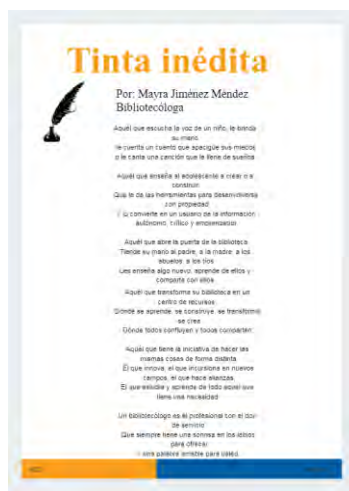 Tinta inédita
Por: Mayra Jiménez Méndez
Bibliotecóloga
Aquél que escucha la voz de un niño, le brinda
su mano
le cuenta un cuento que apacigüe sus miedos
o le canta una canción que le llene de sueños
Aquél que enseña al adolescente a crear o a
construir
Que le da las herramientas para desenvolverse
con propiedad
Y lo convierte en un usuario de la información
autónomo, crítico y emprendedor
Aquél que abre la puerta de la biblioteca
Tiende su mano al padre, a la madre, a los
abuelos, a los tíos
Les enseña algo nuevo, aprende de ellos y
comparte con ellos
Aquél que transforma su biblioteca en un
centro de recursos
Dónde se aprende, se construye, se transforma,
se crea
Dónde todos confluyen y todos comparten
Aquél que tiene la iniciativa de hacer las
mismas cosas de forma distinta
El que innova, el que incursiona en nuevos
campos, el que hace alianzas
El que estudia y aprende de todo aquel que
tiene una necesidad
Un bibliotecólogo es el profesional con el don
de servicio
Que siempre tiene una sonrisa en los labios
para ofrecer
Y una palabra amable para